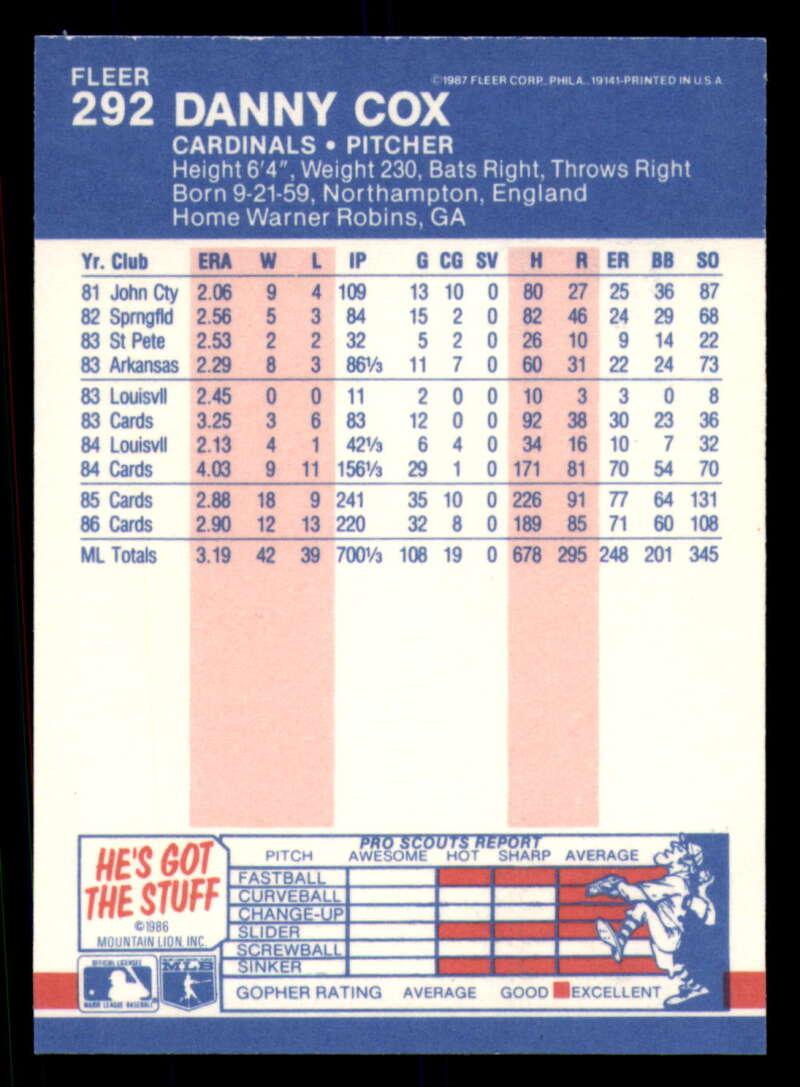 FLEER
©1987 FLEER CORP., PHILA., 19141-PRINTED IN U.S.A.
292 DANNY COX
CARDINALS • PITCHER
Height 6'4", Weight 230, Bats Right, Throws Right
Born 9-21-59, Northampton, England
Home Warner Robins, GA
Yr. Club ERA W L IP G CG SV H R ER BB SO
81 John Cty 2.06 9 4 109 13 10 0 80 27 25 36 87
82 Sprngfld 2.56 5 3 84 15 2 0 82 46 24 29 68
83 St Pete 2.53 2 2 32 5 2 0 26 10 9 14 22
83 Arkansas 2.29 8 3 86⅓ 11 7 0 60 31 22 24 73
83 Louisvll 2.45 0 0 11 2 0 0 10 3 3 0 8
83 Cards 3.25 3 6 83 12 0 0 92 38 30 23 36
84 Louisvll 2.13 4 1 42⅓ 6 4 0 34 16 10 7 32
84 Cards 4.03 9 11 156⅓ 29 1 0 171 81 70 54 70
85 Cards 2.88 18 9 241 35 10 0 226 91 77 64 131
86 Cards 2.90 12 13 220 32 8 0 189 85 71 60 108
ML Totals 3.19 42 39 700⅓ 108 19 0 678 295 248 201 345
HE'S GOT
THE STUFF
©1986
MOUNTAIN LION, INC.
PRO SCOUTS REPORT
PITCH AWESOME HOT SHARP AVERAGE
FASTBALL
CURVEBALL
CHANGE-UP
SLIDER
SCREWBALL
SINKER
GOPHER RATING AVERAGE GOOD EXCELLENT
OFFICIAL LICENSEE
MAJOR LEAGUE BASEBALL
MLB